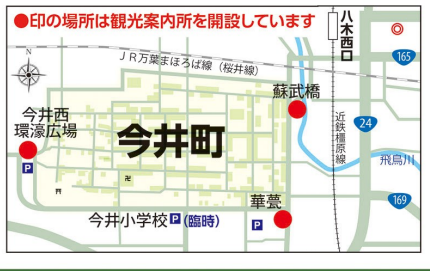 ●印の場所は観光案内所を開設しています
八木西口
165
N
JR万葉まほろば線（桜井線）
蘇武橋
今井西
環濠広場
今井町
近鉄橿原線
24
飛鳥川
P
卍
華甍
169
今井小学校 P (臨時)
P